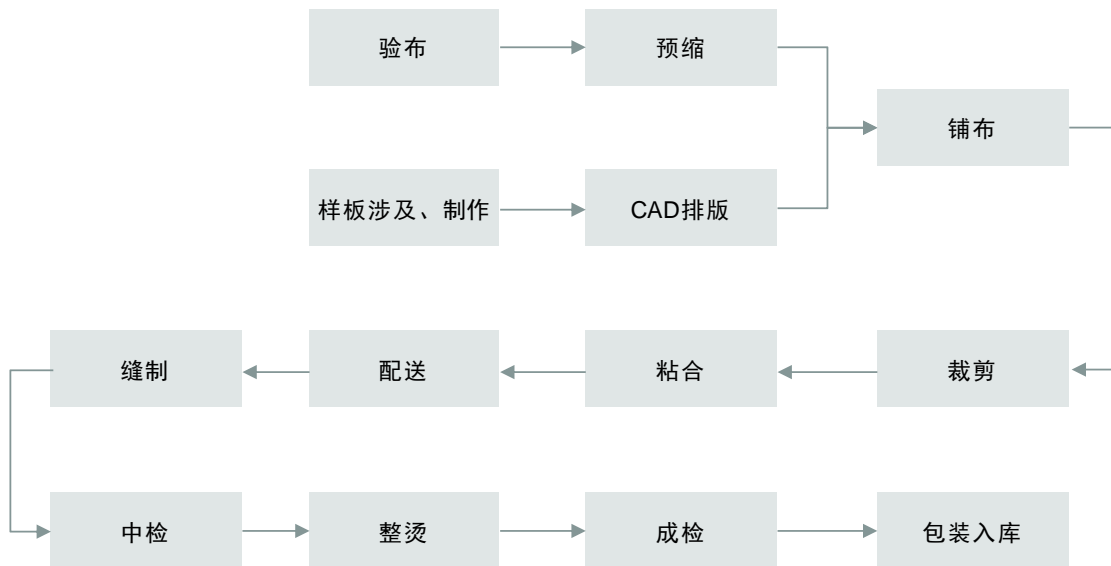 验布
预缩
铺布
样板涉及、制作
CAD排版
缝制
配送
粘合
裁剪
中检
整烫
成检
包装入库